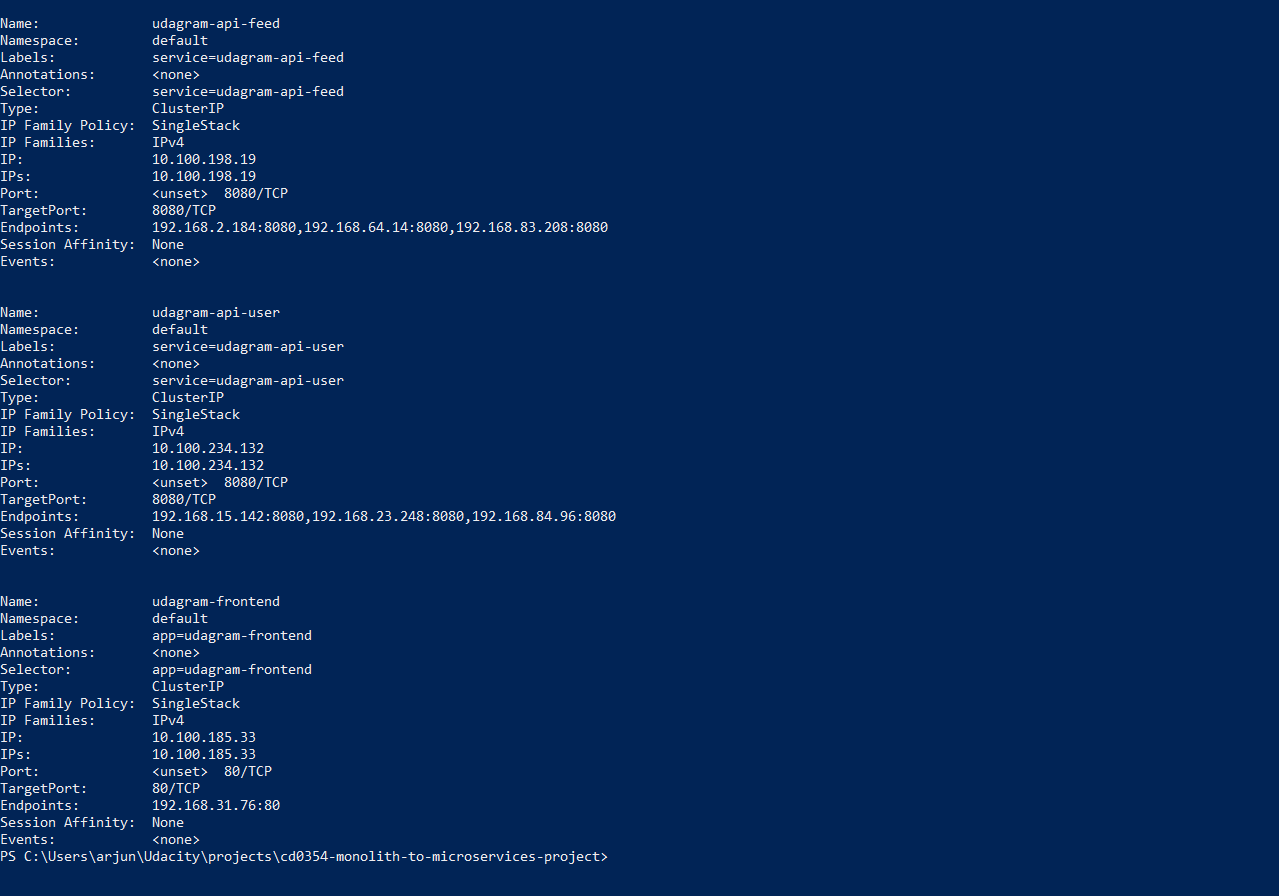 Name:              udagram-api-feed
Namespace:         default
Labels:            service=udagram-api-feed
Annotations:       <none>
Selector:          service=udagram-api-feed
Type:              ClusterIP
IP Family Policy:  SingleStack
IP Families:       IPv4
IP:                10.100.198.19
IPs:               10.100.198.19
Port:              <unset>  8080/TCP
TargetPort:        8080/TCP
Endpoints:         192.168.2.184:8080,192.168.64.14:8080,192.168.83.208:8080
Session Affinity:  None
Events:            <none>
Name:              udagram-api-user
Namespace:         default
Labels:            service=udagram-api-user
Annotations:       <none>
Selector:          service=udagram-api-user
Type:              ClusterIP
IP Family Policy:  SingleStack
IP Families:       IPv4
IP:                10.100.234.132
IPs:               10.100.234.132
Port:              <unset>  8080/TCP
TargetPort:        8080/TCP
Endpoints:         192.168.15.142:8080,192.168.23.248:8080,192.168.84.96:8080
Session Affinity:  None
Events:            <none>
Name:              udagram-frontend
Namespace:         default
Labels:            app=udagram-frontend
Annotations:       <none>
Selector:          app=udagram-frontend
Type:              ClusterIP
IP Family Policy:  SingleStack
IP Families:       IPv4
IP:                10.100.185.33
IPs:               10.100.185.33
Port:              <unset>  80/TCP
TargetPort:        80/TCP
Endpoints:         192.168.31.76:80
Session Affinity:  None
Events:            <none>
PS C:\Users\arjun\Udacity\projects\cd0354-monolith-to-microservices-project>